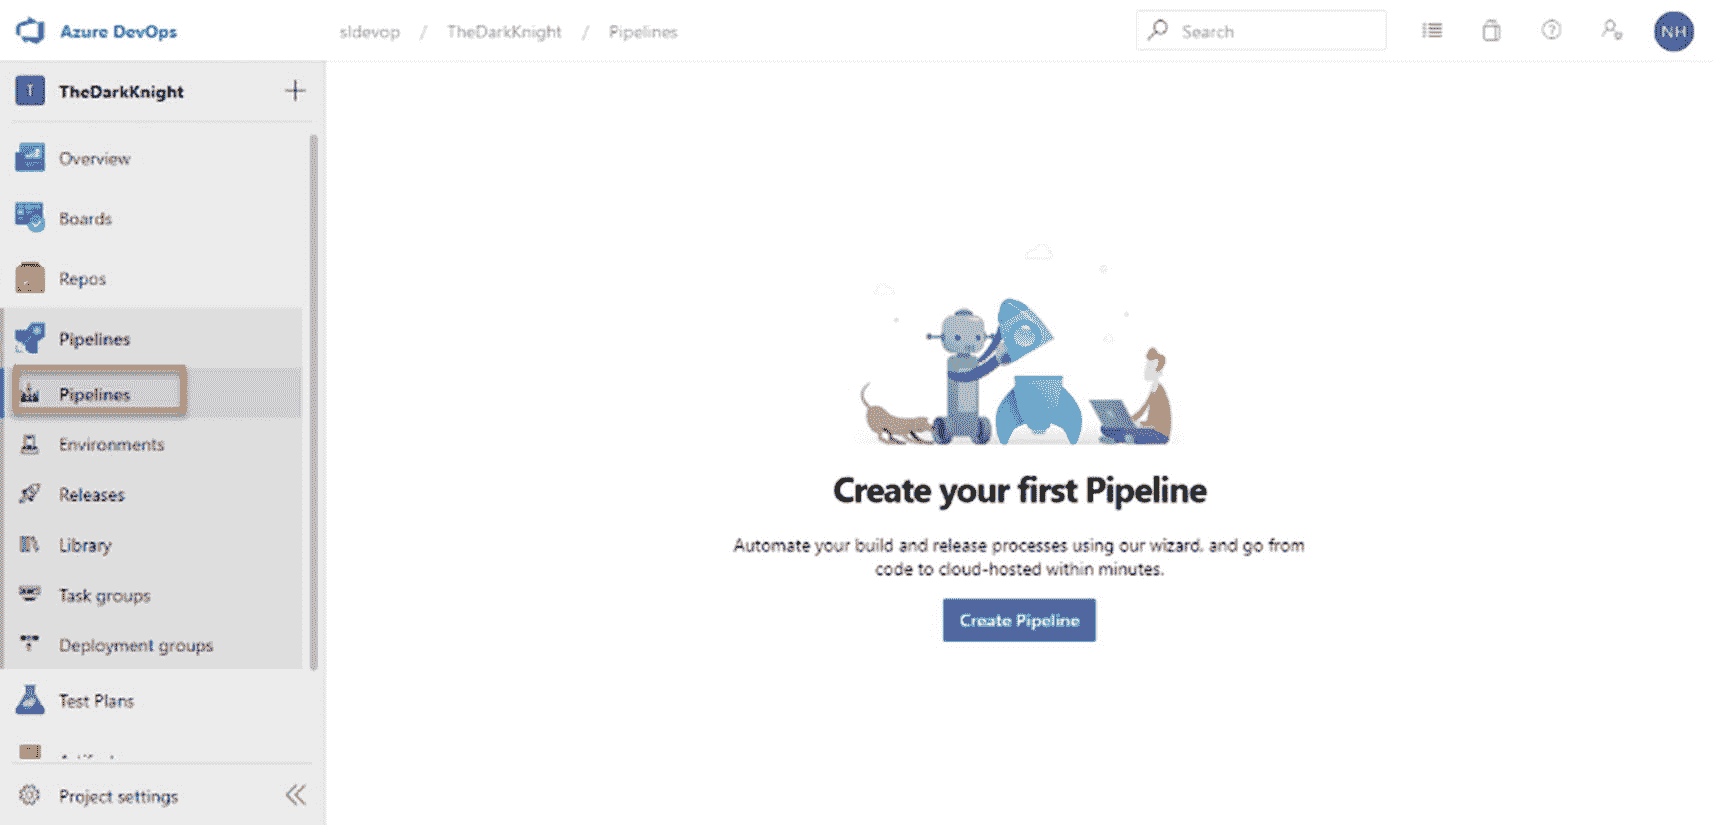 Azure DevOps
sldevop / TheDarkKnight / Pipelines
Search
NH
T
TheDarkKnight
Overview
Boards
Repos
Pipelines
Pipelines
Environments
Releases
Library
Task groups
Deployment groups
Test Plans
Project settings
Create your first Pipeline
Automate your build and release processes using our wizard, and go from
code to cloud-hosted within minutes.
Create Pipeline